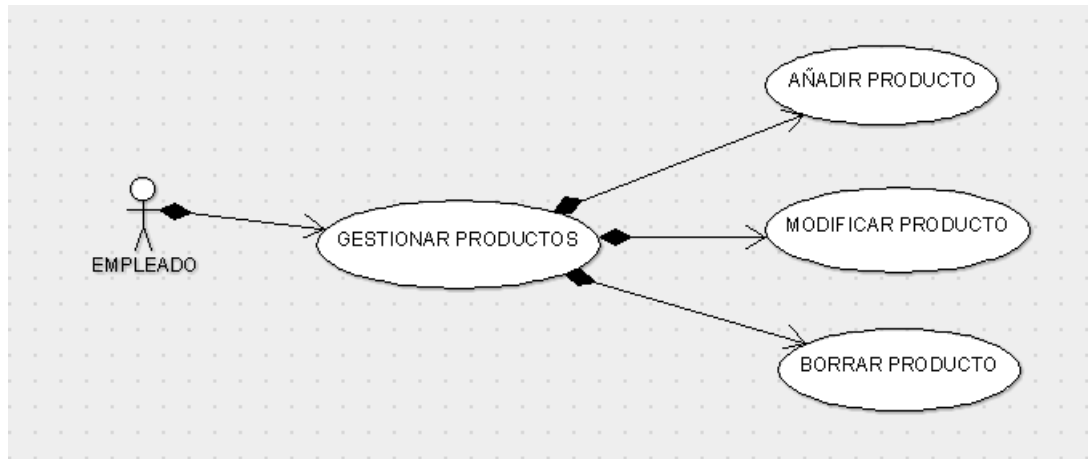 AÑADIR PRODUCTO
MODIFICAR PRODUCTO
GESTIONAR PRODUCTOS
EMPLEADO
BORRAR PRODUCTO